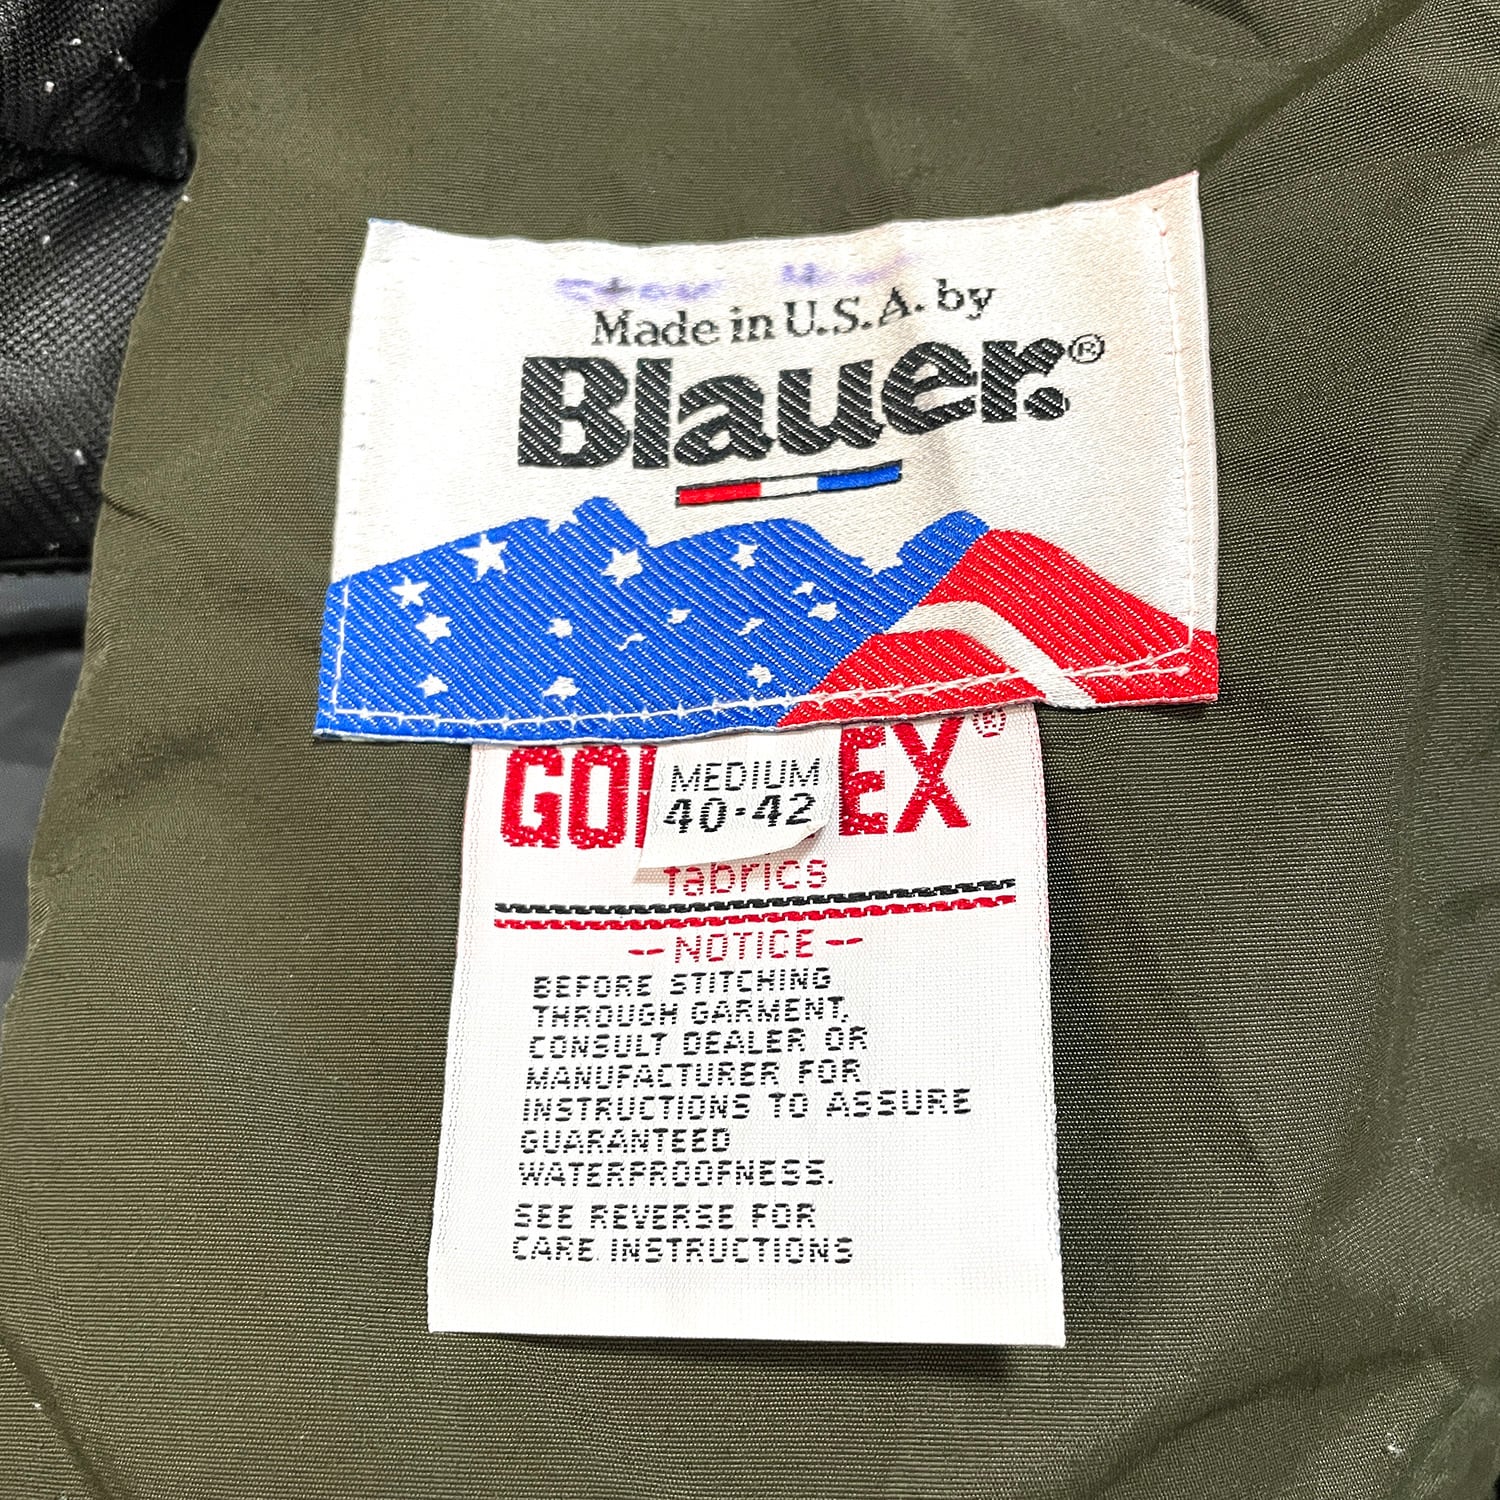 Made in U.S.A. by
Blauer.®
MEDIUM
40-42
EX®
fabrics
--NOTICE--
BEFORE STITCHING
THROUGH GARMENT,
CONSULT DEALER OR
MANUFACTURER FOR
INSTRUCTIONS TO ASSURE
GUARANTEED
WATERPROOFNESS.
SEE REVERSE FOR
CARE INSTRUCTIONS